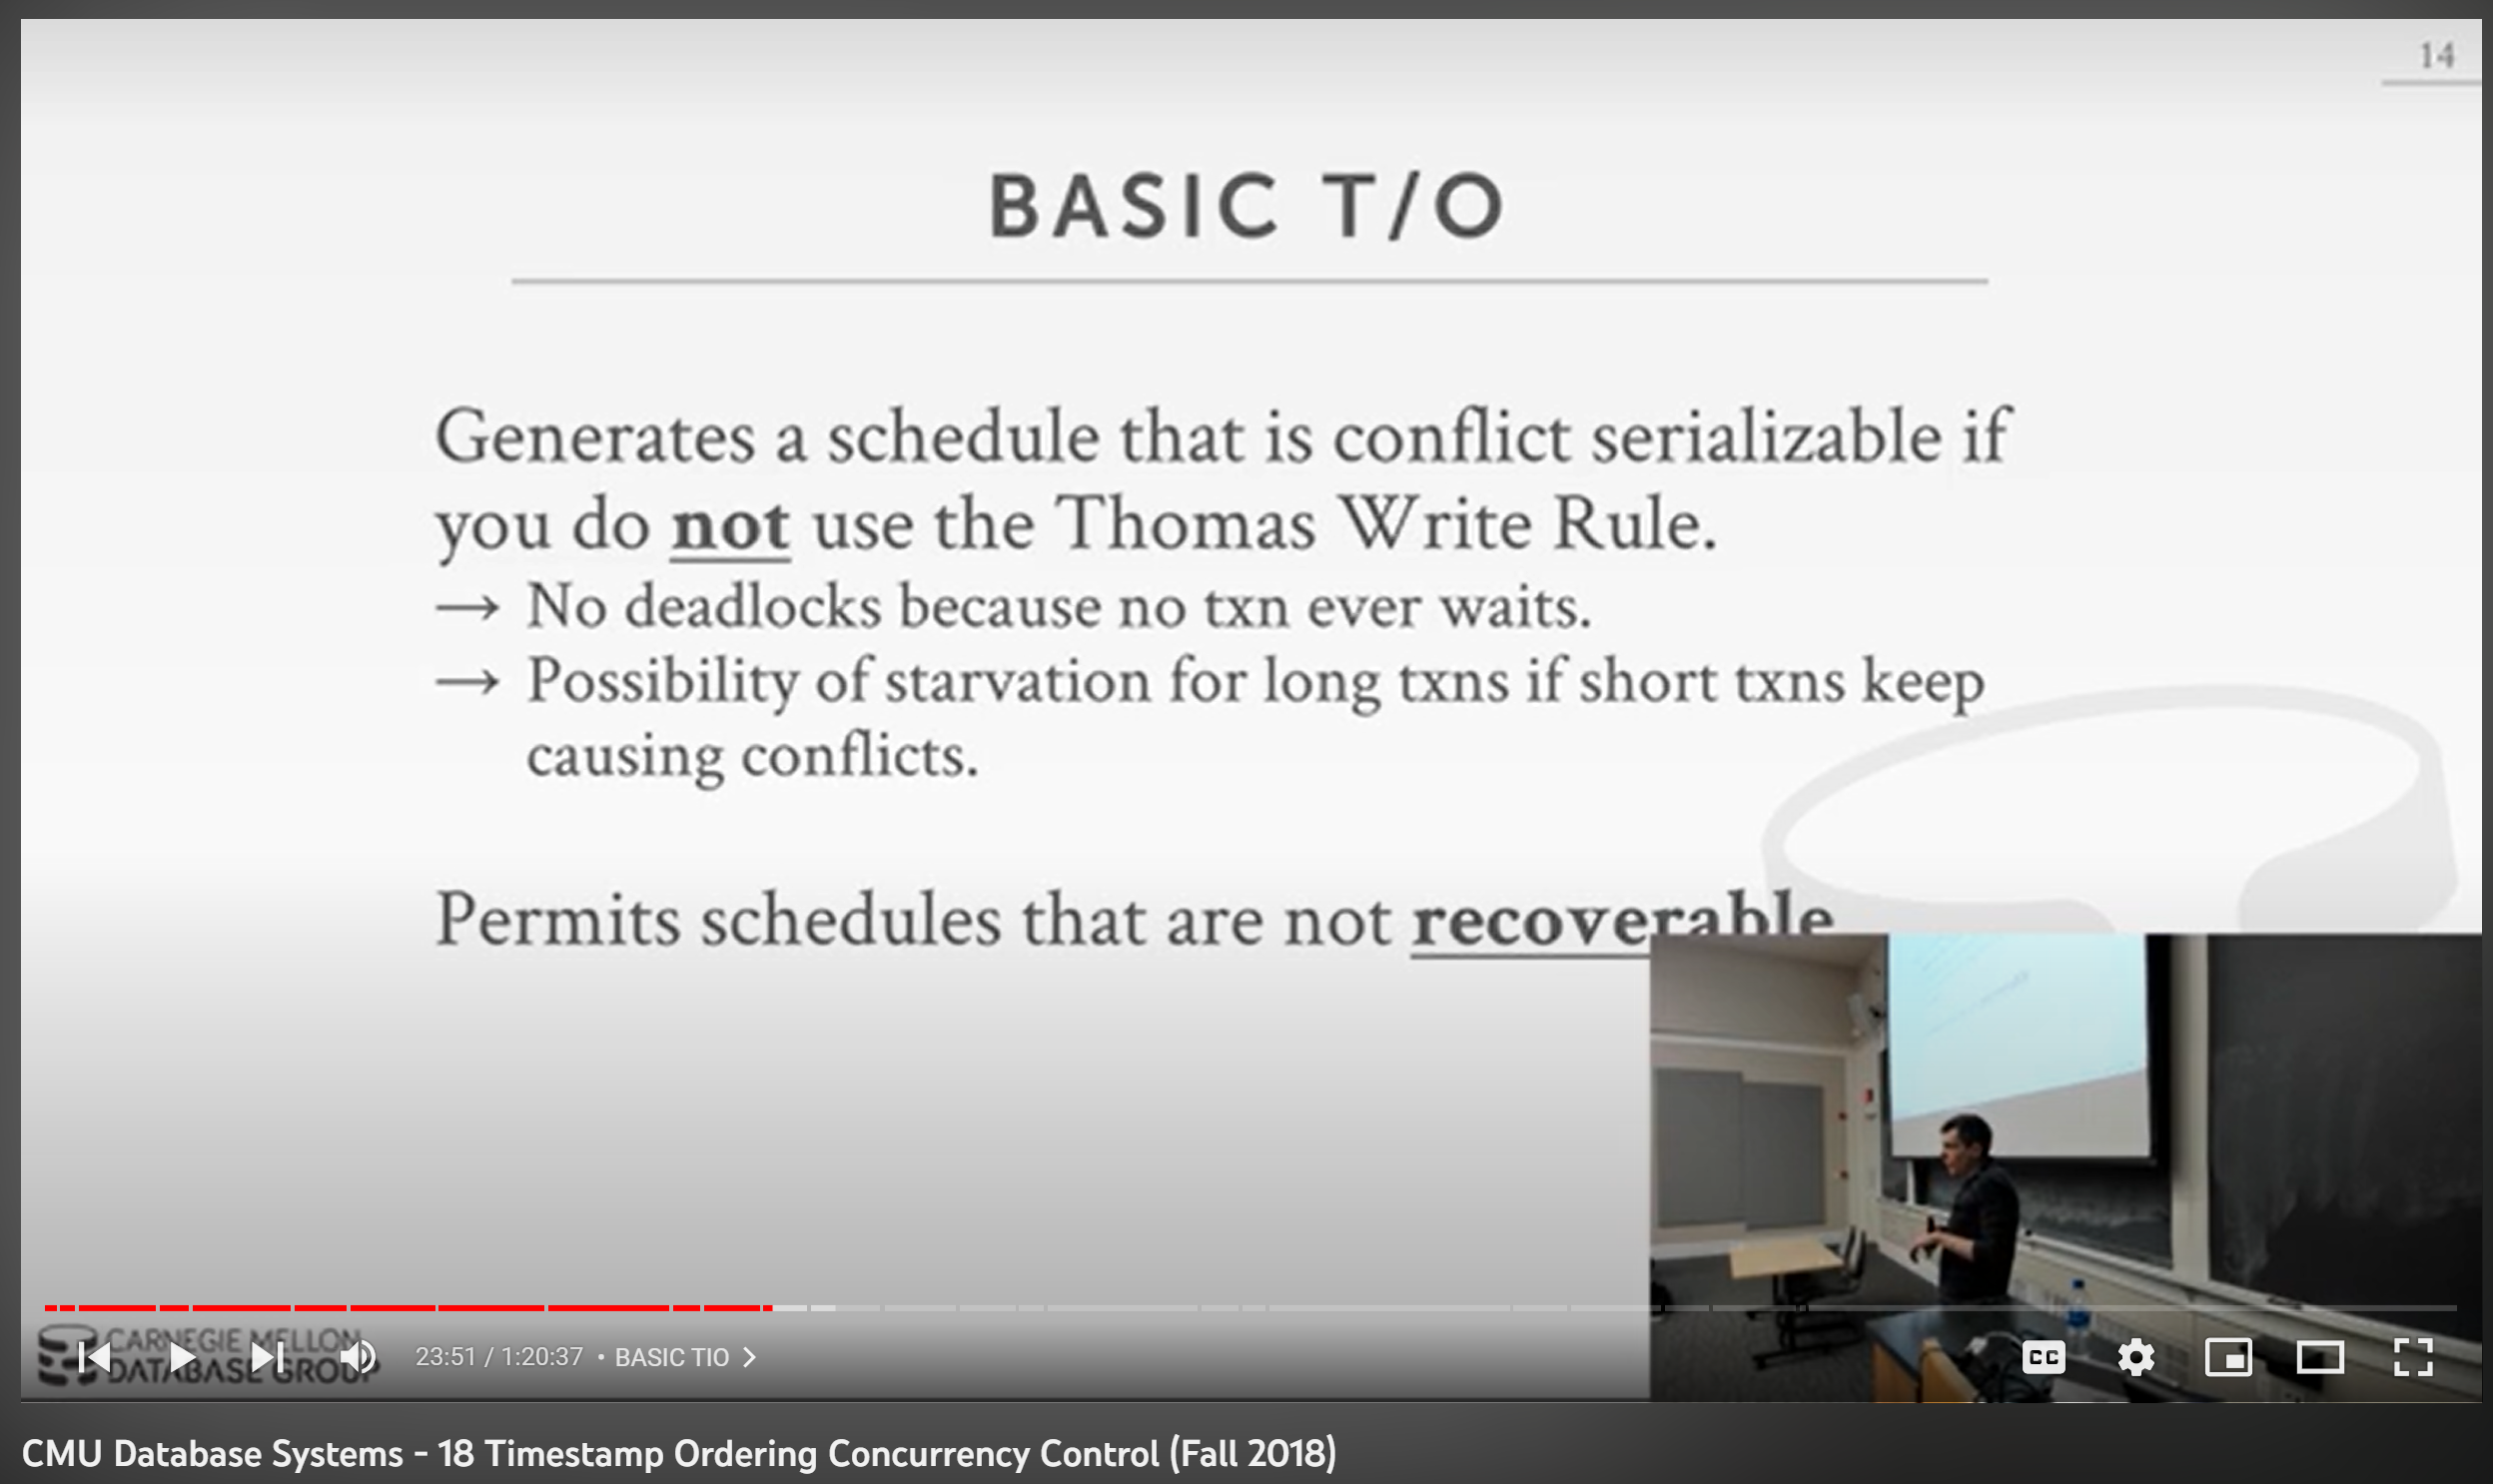 14
BASIC T/O
Generates a schedule that is conflict serializable if
you do not use the Thomas Write Rule.
→ No deadlocks because no txn ever waits.
→ Possibility of starvation for long txns if short txns keep
causing conflicts.
Permits schedules that are not recoverable
CARNEGIE MELLON
DATABASE GROUP
23:51 / 1:20:37 • BASIC TIO
CC
CMU Database Systems - 18 Timestamp Ordering Concurrency Control (Fall 2018)